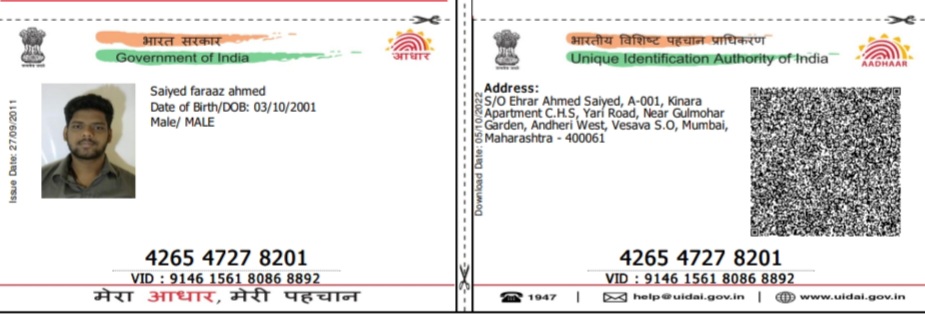 भारत सरकार
Government of India
आधार
Issue Date: 27/09/2011
Saiyed faraaz ahmed
Date of Birth/DOB: 03/10/2001
Male/ MALE
4265 4727 8201
VID : 9146 1561 8086 8892
मेरा आधार, मेरी पहचान
भारतीय विशिष्ट पहचान प्राधिकरण
Unique Identification Authority of India
AADHAAR
Download Date: 05/10/2022
Address:
S/O Ehrar Ahmed Saiyed, A-001, Kinara
Apartment C.H.S, Yari Road, Near Gulmohar
Garden, Andheri West, Vesava S.O, Mumbai,
Maharashtra - 400061
4265 4727 8201
VID : 9146 1561 8086 8892
1947 | help@uidai.gov.in | www.uidai.gov.in